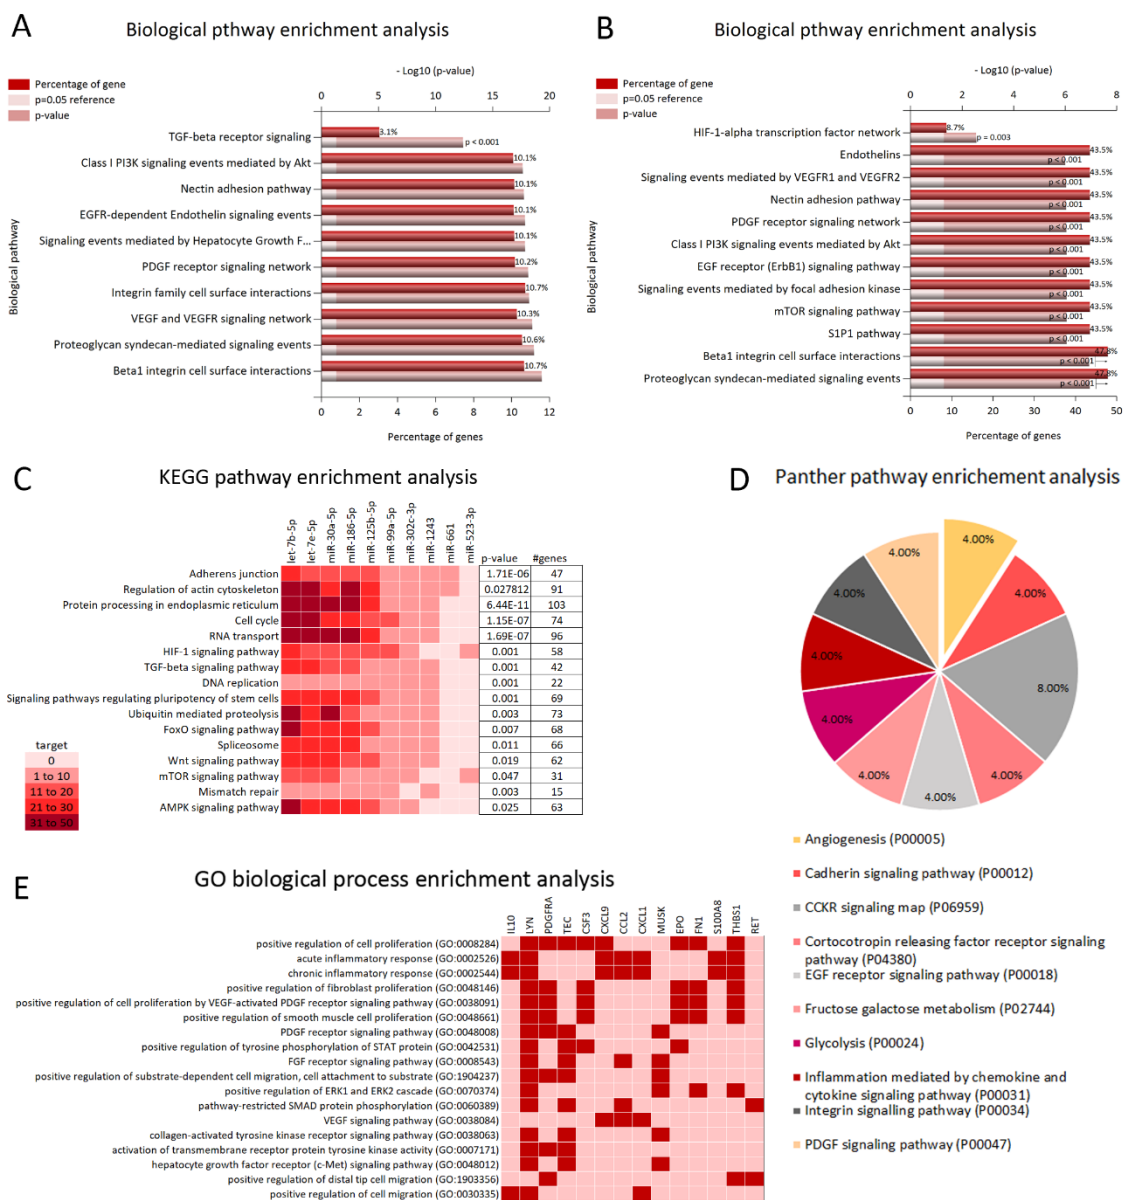 A
Biological pthway enrichment analysis
- Log10 (p-value)
Percentage of gene
p=0.05 reference
p-value
0 5 10 15 20
TGF-beta receptor signaling 3.1% p < 0.001
Class I PI3K signaling events mediated by Akt 10.1%
Nectin adhesion pathway 10.1%
EGFR-dependent Endothelin signaling events 10.1%
Signaling events mediated by Hepatocyte Growth F... 10.1%
PDGF receptor signaling network 10.2%
Integrin family cell surface interactions 10.7%
VEGF and VEGFR signaling network 10.3%
Proteoglycan syndecan-mediated signaling events 10.6%
Beta1 integrin cell surface interactions 10.7%
Biological pathway
0 2 4 6 8 10 12
Percentage of genes
B
Biological pthway enrichment analysis
- Log10 (p-value)
Percentage of gene
p=0.05 reference
p-value
0 2 4 6 8
HIF-1-alpha transcription factor network 8.7% p = 0.003
Endothelins 43.5% p < 0.001
Signaling events mediated by VEGFR1 and VEGFR2 43.5% p < 0.001
Nectin adhesion pathway 43.5% p < 0.001
PDGF receptor signaling network 43.5% p < 0.001
Class I PI3K signaling events mediated by Akt 43.5% p < 0.001
EGF receptor (ErbB1) signaling pathway 43.5% p < 0.001
Signaling events mediated by focal adhesion kinase 43.5% p < 0.001
mTOR signaling pathway 43.5% p < 0.001
S1P1 pathway 43.5% p < 0.001
Beta1 integrin cell surface interactions 47.8% p < 0.001
Proteoglycan syndecan-mediated signaling events 47.8% p < 0.001
Biological pathway
0 10 20 30 40 50
Percentage of genes
C
KEGG pathway enrichment analysis
let-7b-5p
let-7e-5p
miR-30a-5p
miR-186-5p
miR-125b-5p
miR-99a-5p
miR-302c-3p
miR-1243
miR-661
miR-523-3p
p-value #genes
Adherens junction 1.71E-06 47
Regulation of actin cytoskeleton 0.027812 91
Protein processing in endoplasmic reticulum 6.44E-11 103
Cell cycle 1.15E-07 74
RNA transport 1.69E-07 96
HIF-1 signaling pathway 0.001 58
TGF-beta signaling pathway 0.001 42
DNA replication 0.001 22
Signaling pathways regulating pluripotency of stem cells 0.001 69
Ubiquitin mediated proteolysis 0.003 73
FoxO signaling pathway 0.007 68
Spliceosome 0.011 66
Wnt signaling pathway 0.019 62
mTOR signaling pathway 0.047 31
Mismatch repair 0.003 15
AMPK signaling pathway 0.025 63
target
0
1 to 10
11 to 20
21 to 30
31 to 50
D
Panther pathway enrichement analysis
4.00%
4.00%
8.00%
4.00%
4.00%
4.00%
4.00%
4.00%
4.00%
4.00%
Angiogenesis (P00005)
Cadherin signaling pathway (P00012)
CCKR signaling map (P06959)
Cortocotropin releasing factor receptor signaling
pathway (P04380)
EGF receptor signaling pathway (P00018)
Fructose galactose metabolism (P02744)
Glycolysis (P00024)
Inflammation mediated by chemokine and
cytokine signaling pathway (P00031)
Integrin signalling pathway (P00034)
PDGF signaling pathway (P00047)
E
GO biological process enrichment analysis
IL10
LYN
PDGFRA
TEC
CSF3
CXCL9
CCL2
CXCL1
MUSK
EPO
FN1
S100A8
THBS1
RET
positive regulation of cell proliferation (GO:0008284)
acute inflammatory response (GO:0002526)
chronic inflammatory response (GO:0002544)
positive regulation of fibroblast proliferation (GO:0048146)
positive regulation of cell proliferation by VEGF-activated PDGF receptor signaling pathway (GO:0038091)
positive regulation of smooth muscle cell proliferation (GO:0048661)
PDGF receptor signaling pathway (GO:0048008)
positive regulation of tyrosine phosphorylation of STAT protein (GO:0042531)
FGF receptor signaling pathway (GO:0008543)
positive regulation of substrate-dependent cell migration, cell attachment to substrate (GO:1904237)
positive regulation of ERK1 and ERK2 cascade (GO:0070374)
pathway-restricted SMAD protein phosphorylation (GO:0060389)
VEGF signaling pathway (GO:0038084)
collagen-activated tyrosine kinase receptor signaling pathway (GO:0038063)
activation of transmembrane receptor protein tyrosine kinase activity (GO:0007171)
hepatocyte growth factor receptor (c-Met) signaling pathway (GO:0048012)
positive regulation of distal tip cell migration (GO:1903356)
positive regulation of cell migration (GO:0030335)